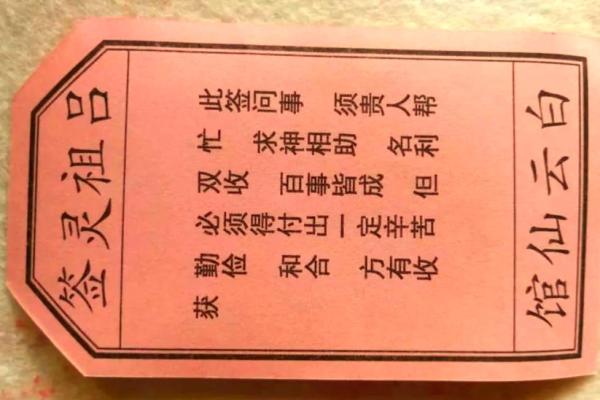 吕祖灵签
此签问事 须贵人帮
忙 求神相助 名利
双收 百事皆成 但
必须得付出一定辛苦
勤俭 和合 方有收
获
白云仙馆